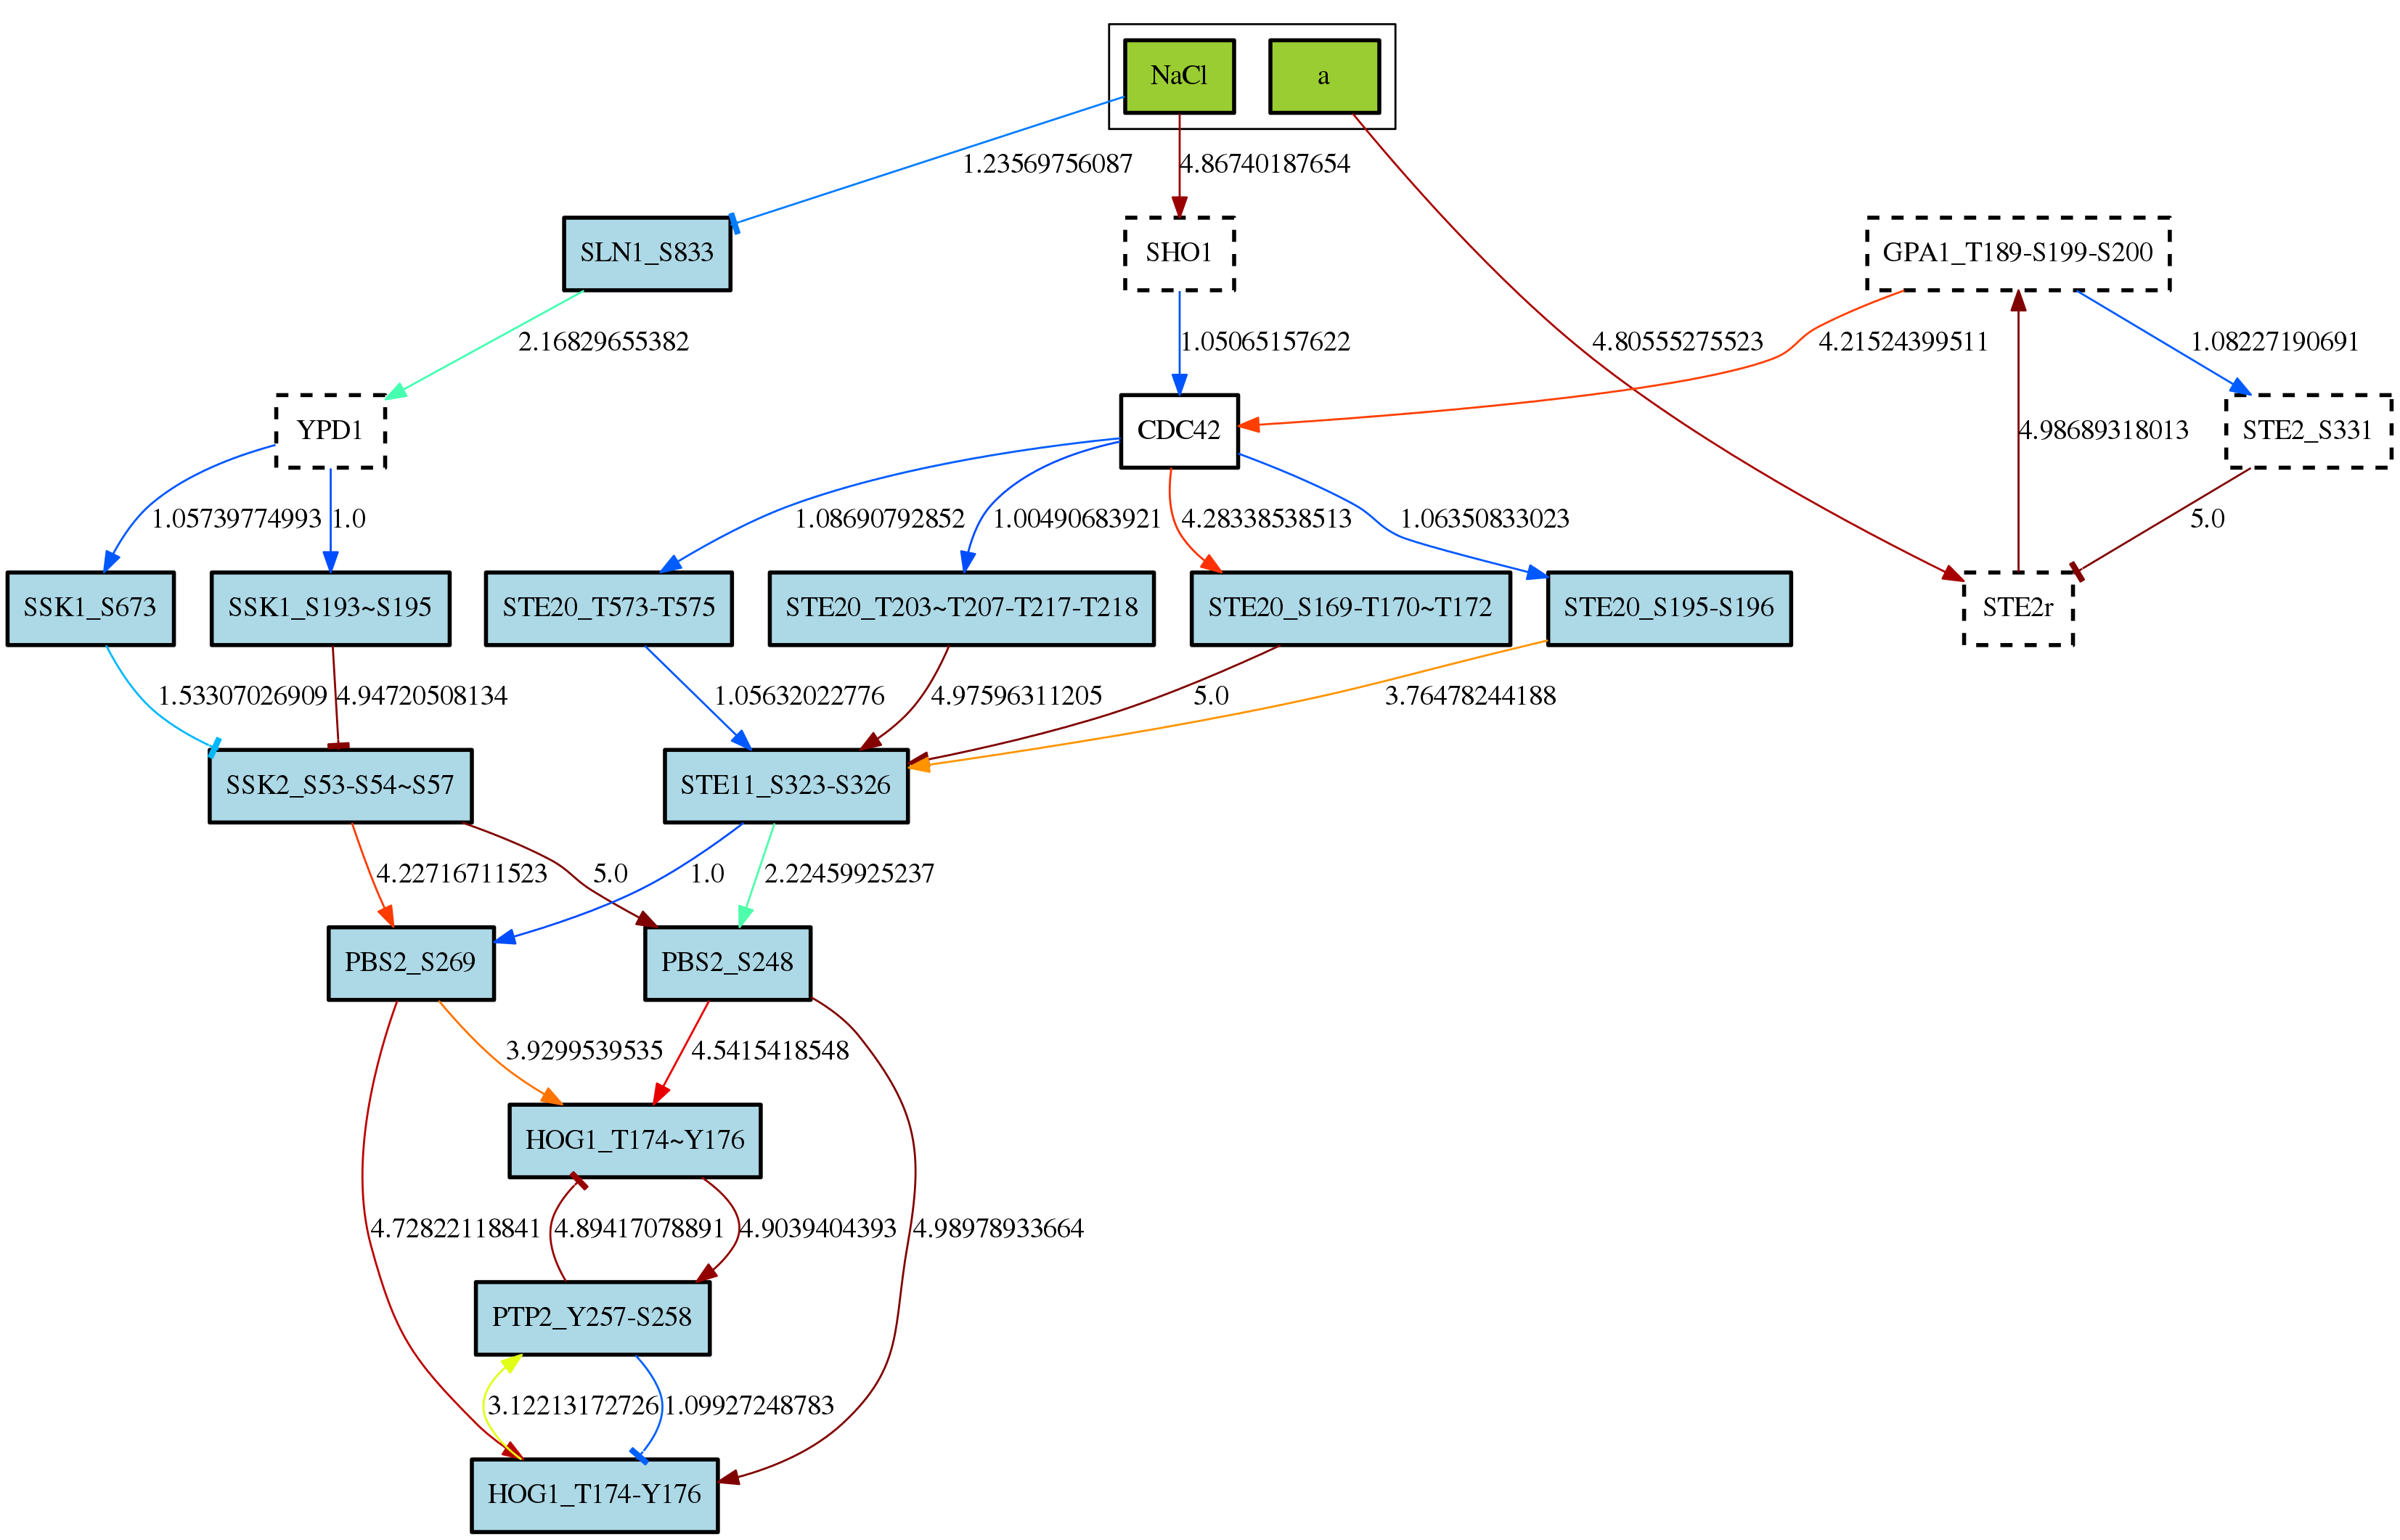 NaCl
a
1.23569756087
4.86740187654
SLN1_S833
SHO1
GPA1_T189-S199-S200
2.16829655382
1.05065157622
4.80555275523
4.21524399511
1.08227190691
YPD1
CDC42
4.98689318013
STE2_S331
1.05739774993
1.0
1.08690792852
1.00490683921
4.28338538513
1.06350833023
5.0
SSK1_S673
SSK1_S193~S195
STE20_T573-T575
STE20_T203~T207-T217-T218
STE20_S169-T170~T172
STE20_S195-S196
STE2r
1.53307026909
4.94720508134
1.05632022776
4.97596311205
5.0
3.76478244188
SSK2_S53-S54~S57
STE11_S323-S326
4.22716711523
5.0
1.0
2.22459925237
PBS2_S269
PBS2_S248
3.9299539535
4.5415418548
HOG1_T174~Y176
4.72822118841
4.89417078891
4.9039404393
4.98978933664
PTP2_Y257-S258
3.12213172726
1.09927248783
HOG1_T174-Y176